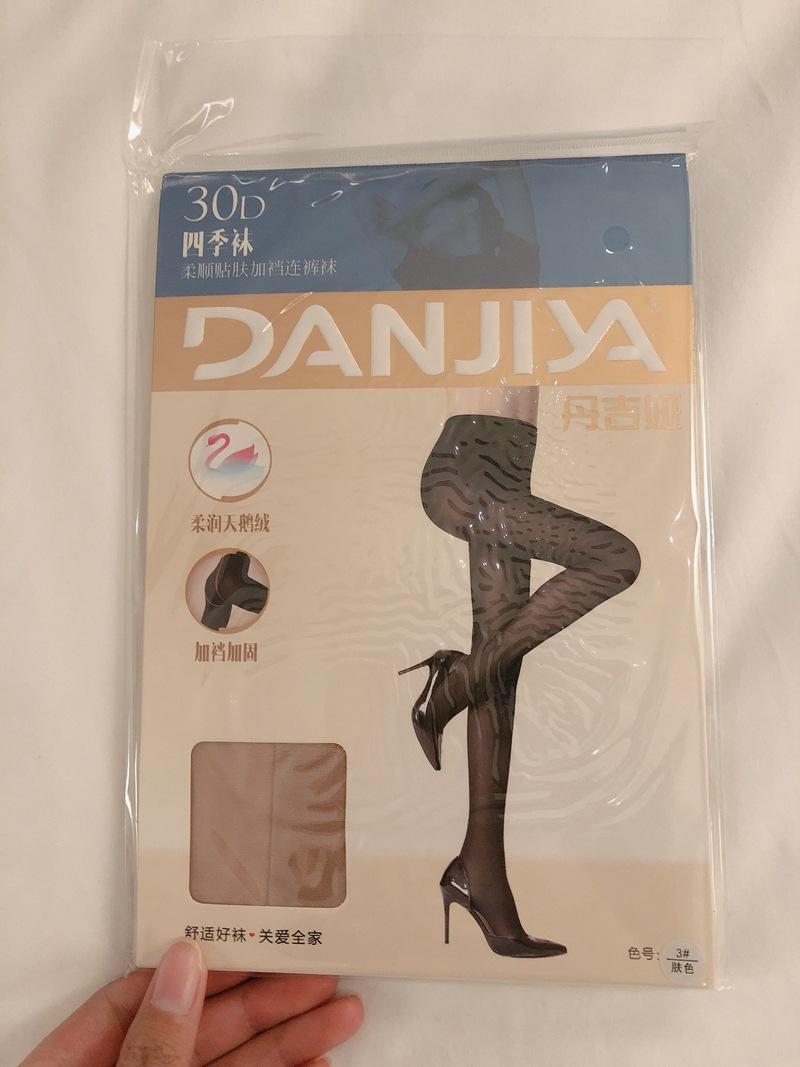 30D
四季袜
柔顺贴肤加裆连裤袜
DANJIYA®
丹吉娅
柔润天鹅绒
加裆加固
舒适好袜•关爱全家
色号: 3#
肤色